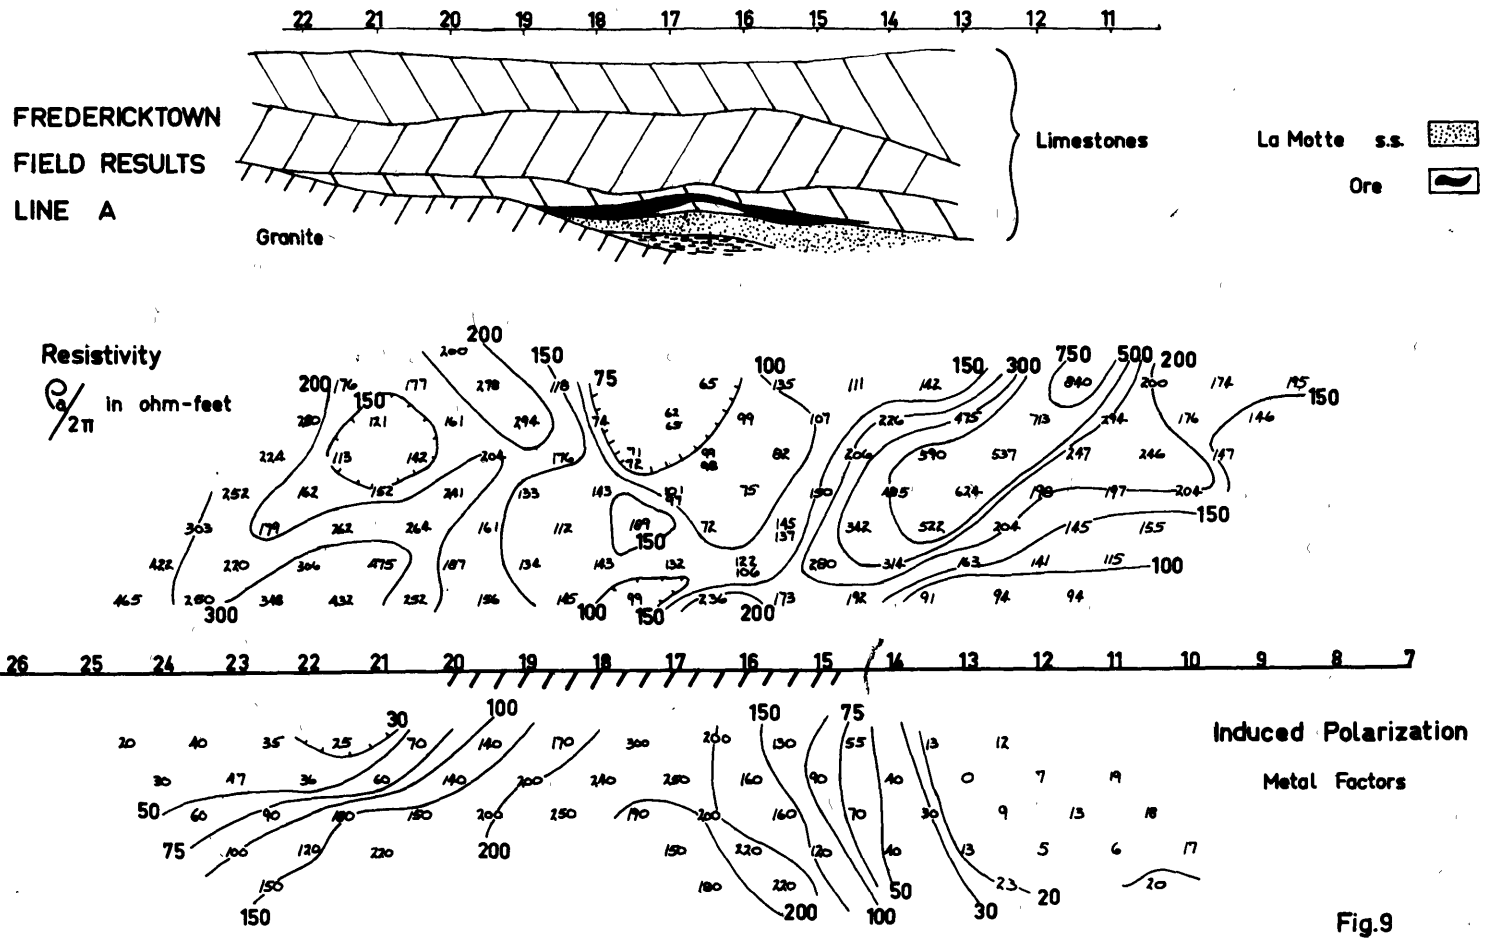 22 21 20 19 18 17 16 15 14 13 12 11
FREDERICKTOWN
FIELD RESULTS
LINE A
Limestones
La Motte s.s.
Ore
Granite
Resistivity
ρa/2π in ohm-feet
200 150 75 100 150 300 750 500 200
200
200 176 177 278 118 65 135 111 142 840 200 174 195
150 150
280 121 161 294 74 62 99 107 226 475 713 294 176 146
65
224 113 142 204 176 71 99 82 206 590 537 247 246 147
72 98
252 162 152 241 133 143 101 75 150 485 624 198 197 204
97
303 179 262 264 161 112 189 72 145 342 522 204 145 155 150
150 137
422 220 306 475 187 134 143 132 122 280 314 163 141 115 100
106
465 280 348 432 252 156 145 99 236 173 192 91 94 94
300 100 150 200
26 25 24 23 22 21 20 19 18 17 16 15 14 13 12 11 10 9 8 7
30 100 150 75
Induced Polarization
20 40 35 25 70 140 170 300 200 130 55 13 12
Metal Factors
30 47 36 60 140 200 240 250 160 90 40 0 7 19
50 60 90 180 150 200 250 190 200 160 70 30 9 13 18
75 100 120 220 200 150 220 120 40 13 5 6 17
150 180 220 50 23 20 20
150 200 100 30
Fig.9